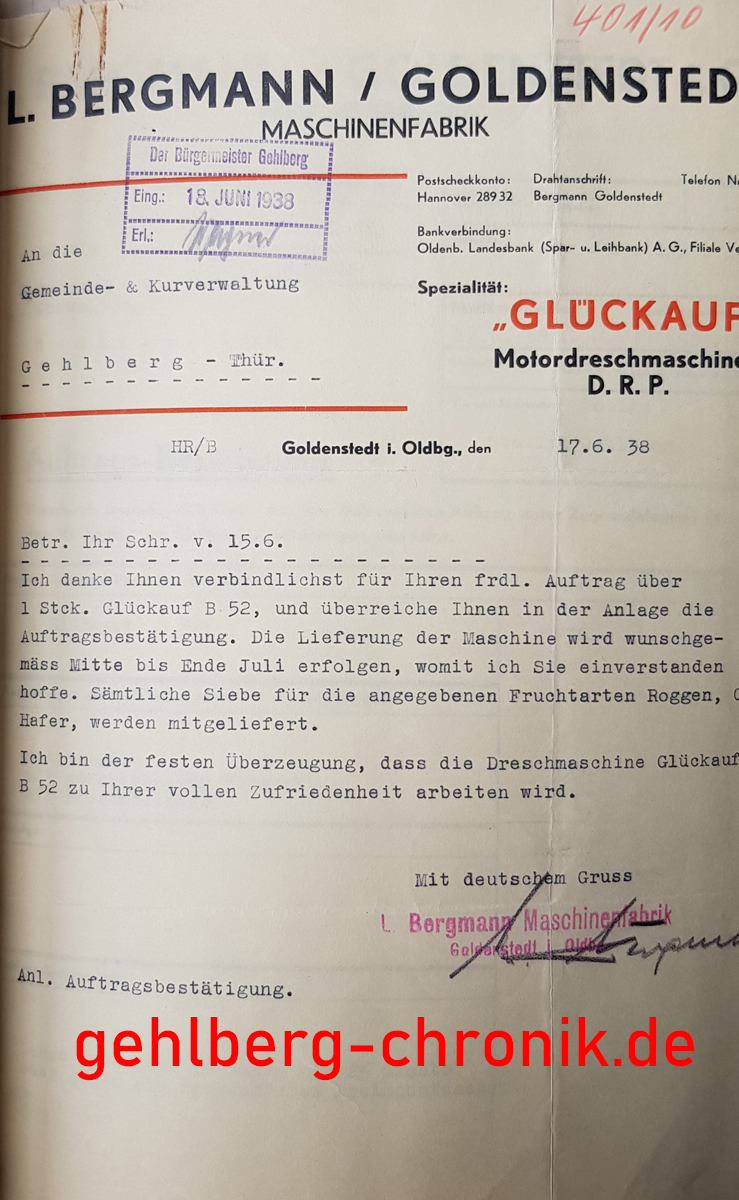 401/10
L. BERGMANN / GOLDENSTED
MASCHINENFABRIK
Der Bürgermeister Gehlberg
Eing.: 18. JUNI 1938
Erl.:
Postscheckkonto: Drahtanschrift: Telefon N
Hannover 28932 Bergmann Goldenstedt
Bankverbindung:
Oldenb. Landesbank (Spar- u. Leihbank) A. G., Filiale Ve
An die
Gemeinde- & Kurverwaltung
Spezialität:
„GLÜCKAUF
Motordreschmaschine
D. R. P.
Gehlberg - Thür.
HR/B Goldenstedt i. Oldbg., den 17.6. 38
Betr. Ihr Schr. v. 15.6.
Ich danke Ihnen verbindlichst für Ihren frdl. Auftrag über
1 Stck. Glückauf B 52, und überreiche Ihnen in der Anlage die
Auftragsbestätigung. Die Lieferung der Maschine wird wunschge-
mäss Mitte bis Ende Juli erfolgen, womit ich Sie einverstanden
hoffe. Sämtliche Siebe für die angegebenen Fruchtarten Roggen,
Hafer, werden mitgeliefert.
Ich bin der festen Überzeugung, dass die Dreschmaschine Glückauf
B 52 zu Ihrer vollen Zufriedenheit arbeiten wird.
Mit deutschem Gruss
L. Bergmann Maschinenfabrik
Goldenstedt i. Oldbg.
Anl. Auftragsbestätigung.
gehlberg-chronik.de